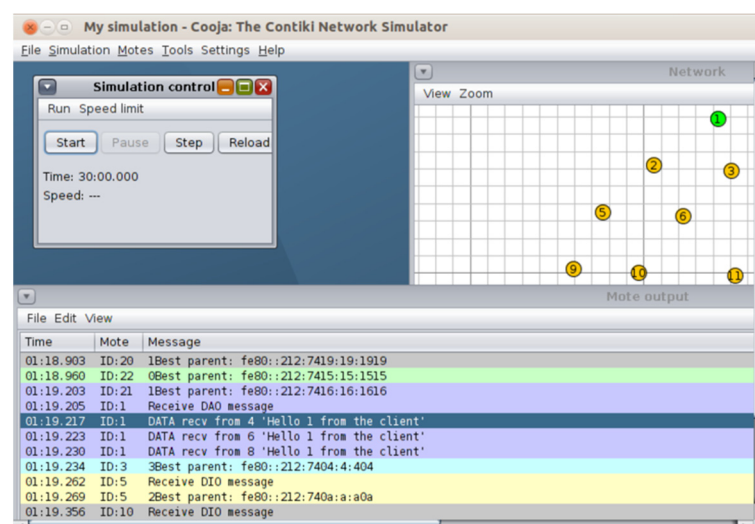 My simulation - Cooja: The Contiki Network Simulator
File Simulation Motes Tools Settings Help
Simulation control
Run Speed limit
Start Pause Step Reload
Time: 30:00.000
Speed: ---
Network
View Zoom
1
2
3
5
6
9
10
11
Mote output
File Edit View
Time Mote Message
01:18.903 ID:20 1Best parent: fe80::212:7419:19:1919
01:18.960 ID:22 0Best parent: fe80::212:7415:15:1515
01:19.203 ID:21 1Best parent: fe80::212:7416:16:1616
01:19.205 ID:1 Receive DAO message
01:19.217 ID:1 DATA recv from 4 'Hello 1 from the client'
01:19.223 ID:1 DATA recv from 6 'Hello 1 from the client'
01:19.230 ID:1 DATA recv from 8 'Hello 1 from the client'
01:19.234 ID:3 3Best parent: fe80::212:7404:4:404
01:19.262 ID:5 Receive DIO message
01:19.269 ID:5 2Best parent: fe80::212:740a:a:a0a
01:19.356 ID:10 Receive DIO message